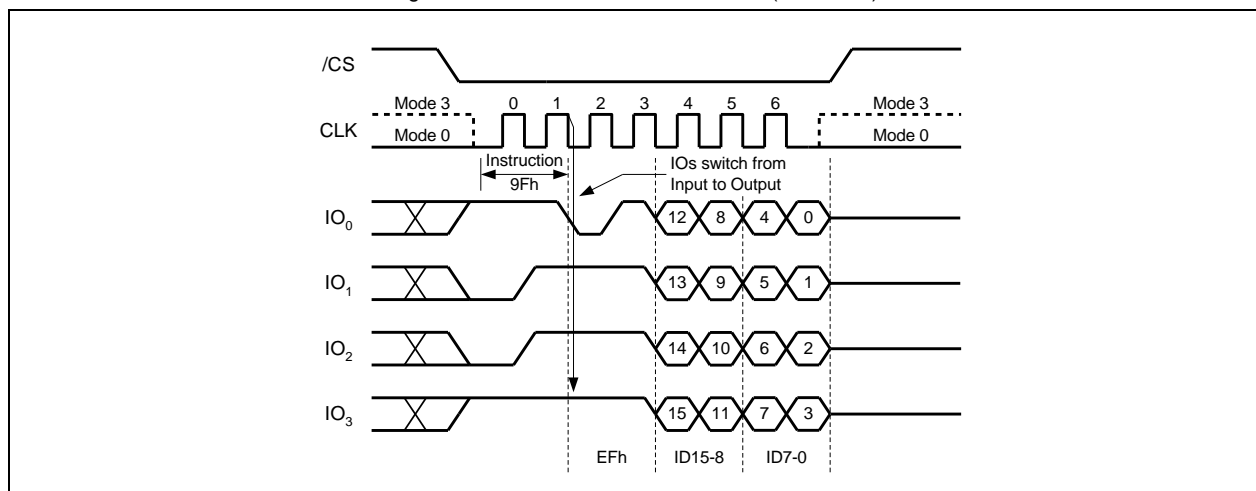 /CS
Mode 3 0 1 2 3 4 5 6 Mode 3
CLK
Mode 0 Mode 0
Instruction
9Fh
IOs switch from
Input to Output
IO0 12 8 4 0
IO1 13 9 5 1
IO2 14 10 6 2
IO3 15 11 7 3
EFh ID15-8 ID7-0